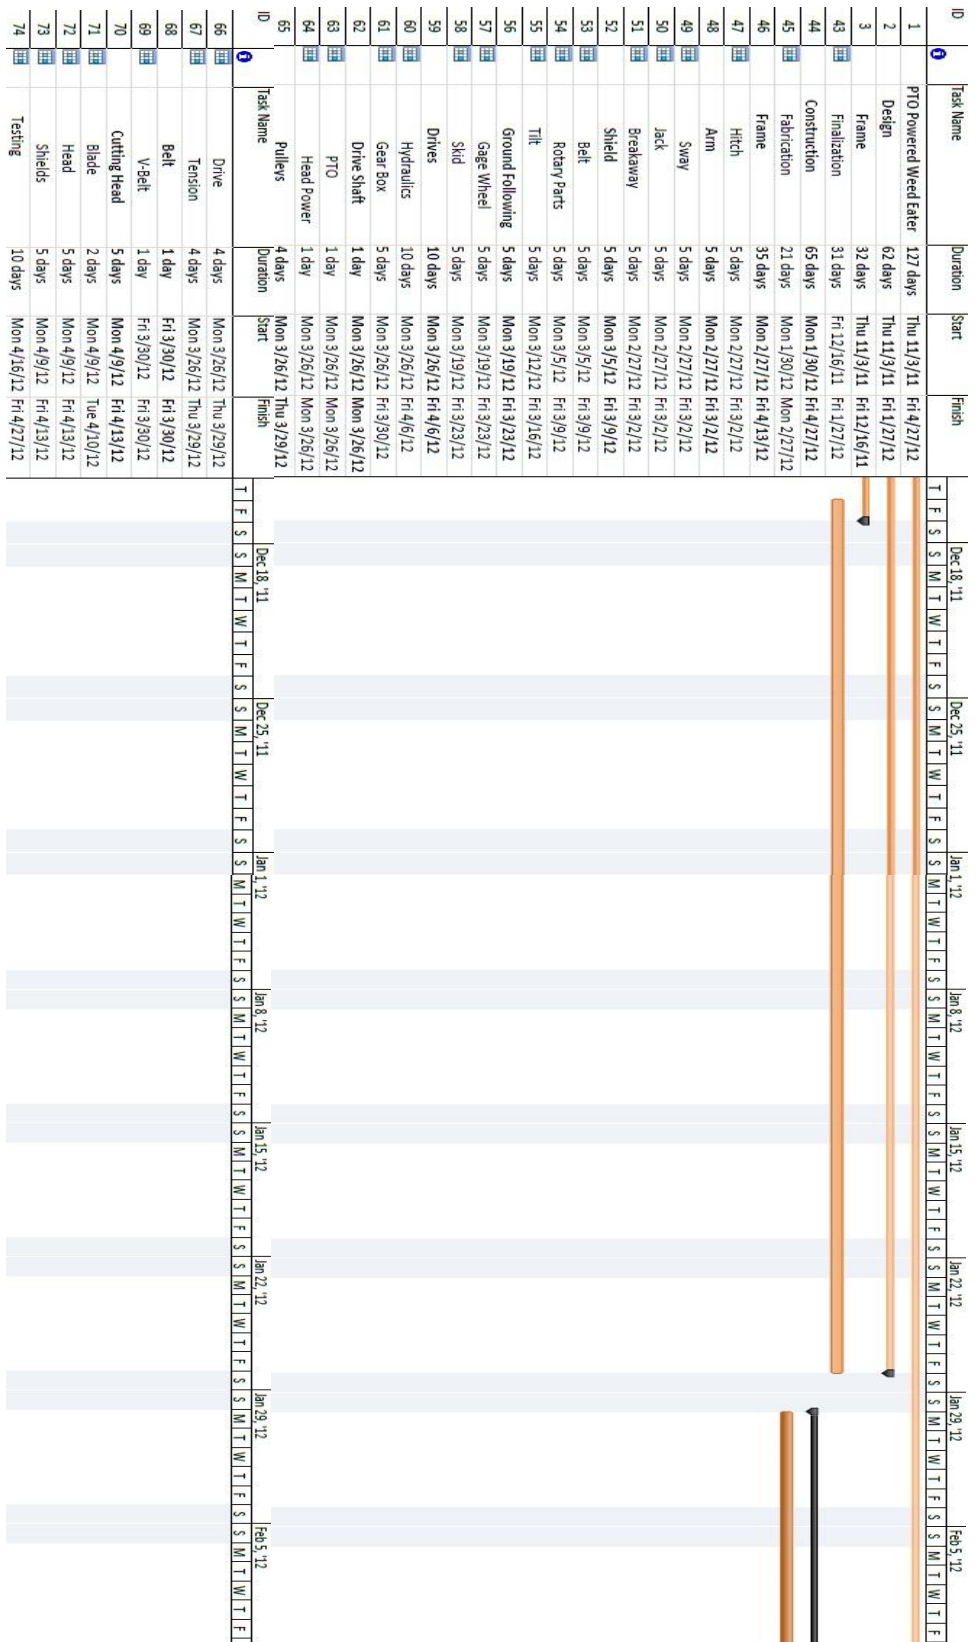 ID Task Name Duration Start Finish
Dec 18, '11 Dec 25, '11 Jan 1, '12 Jan 8, '12 Jan 15, '12 Jan 22, '12 Jan 29, '12 Feb 5, '12
T F S S M T W T F S S M T W T F S S M T W T F S S M T W T F S S M T W T F S S M T W T F S S M T W T F S S M T W T F
1 PTO Powered Weed Eater 127 days Thu 11/3/11 Fri 4/27/12
2 Design 62 days Thu 11/3/11 Fri 1/27/12
3 Frame 32 days Thu 11/3/11 Fri 12/16/11
43 Finalization 31 days Fri 12/16/11 Fri 1/27/12
44 Construction 65 days Mon 1/30/12 Fri 4/27/12
45 Fabrication 21 days Mon 1/30/12 Mon 2/27/12
46 Frame 35 days Mon 2/27/12 Fri 4/13/12
47 Hitch 5 days Mon 2/27/12 Fri 3/2/12
48 Arm 5 days Mon 2/27/12 Fri 3/2/12
49 Sway 5 days Mon 2/27/12 Fri 3/2/12
50 Jack 5 days Mon 2/27/12 Fri 3/2/12
51 Breakaway 5 days Mon 2/27/12 Fri 3/2/12
52 Shield 5 days Mon 3/5/12 Fri 3/9/12
53 Belt 5 days Mon 3/5/12 Fri 3/9/12
54 Rotary Parts 5 days Mon 3/5/12 Fri 3/9/12
55 Tilt 5 days Mon 3/12/12 Fri 3/16/12
56 Ground Following 5 days Mon 3/19/12 Fri 3/23/12
57 Gage Wheel 5 days Mon 3/19/12 Fri 3/23/12
58 Skid 5 days Mon 3/19/12 Fri 3/23/12
59 Drives 10 days Mon 3/26/12 Fri 4/6/12
60 Hydraulics 10 days Mon 3/26/12 Fri 4/6/12
61 Gear Box 5 days Mon 3/26/12 Fri 3/30/12
62 Drive Shaft 1 day Mon 3/26/12 Mon 3/26/12
63 PTO 1 day Mon 3/26/12 Mon 3/26/12
64 Head Power 1 day Mon 3/26/12 Mon 3/26/12
65 Pulleys 4 days Mon 3/26/12 Thu 3/29/12
ID Task Name Duration Start Finish
Dec 18, '11 Dec 25, '11 Jan 1, '12 Jan 8, '12 Jan 15, '12 Jan 22, '12 Jan 29, '12 Feb 5, '12
T F S S M T W T F S S M T W T F S S M T W T F S S M T W T F S S M T W T F S S M T W T F S S M T W T F S S M T W T F
66 Drive 4 days Mon 3/26/12 Thu 3/29/12
67 Tension 4 days Mon 3/26/12 Thu 3/29/12
68 Belt 1 day Fri 3/30/12 Fri 3/30/12
69 V-Belt 1 day Fri 3/30/12 Fri 3/30/12
70 Cutting Head 5 days Mon 4/9/12 Fri 4/13/12
71 Blade 2 days Mon 4/9/12 Tue 4/10/12
72 Head 5 days Mon 4/9/12 Fri 4/13/12
73 Shields 5 days Mon 4/9/12 Fri 4/13/12
74 Testing 10 days Mon 4/16/12 Fri 4/27/12